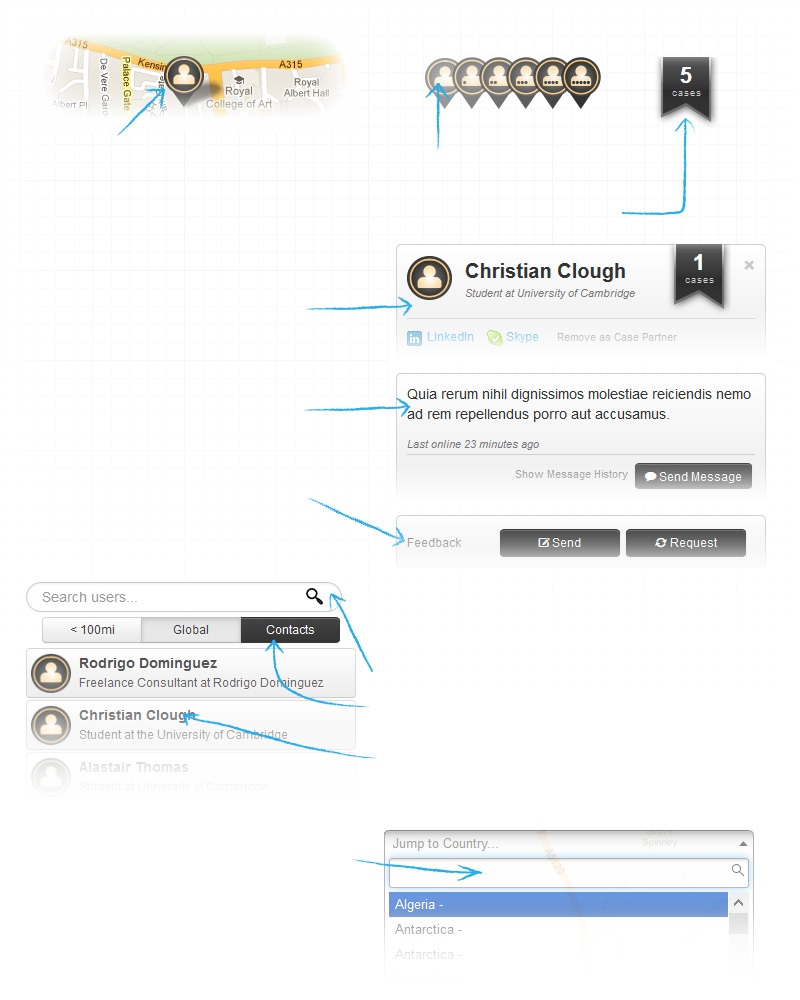 A315
Kensin
A315
De Vere Gard
Palace Gate
Albert Pl
Royal
College of Art
Royal
Albert Hall
5
cases
Christian Clough
Student at University of Cambridge
1
cases
LinkedIn
Skype
Remove as Case Partner
Quia rerum nihil dignissimos molestiae reiciendis nemo
ad rem repellendus porro aut accusamus.
Last online 23 minutes ago
Show Message History
Send Message
Feedback
Send
Request
Search users...
< 100mi
Global
Contacts
Rodrigo Dominguez
Freelance Consultant at Rodrigo Dominguez
Christian Clough
Student at the University of Cambridge
Alastair Thomas
Student at University of Cambridge
Jump to Country...
Spinney
A5120
Algeria -
Antarctica -
Antarctica -